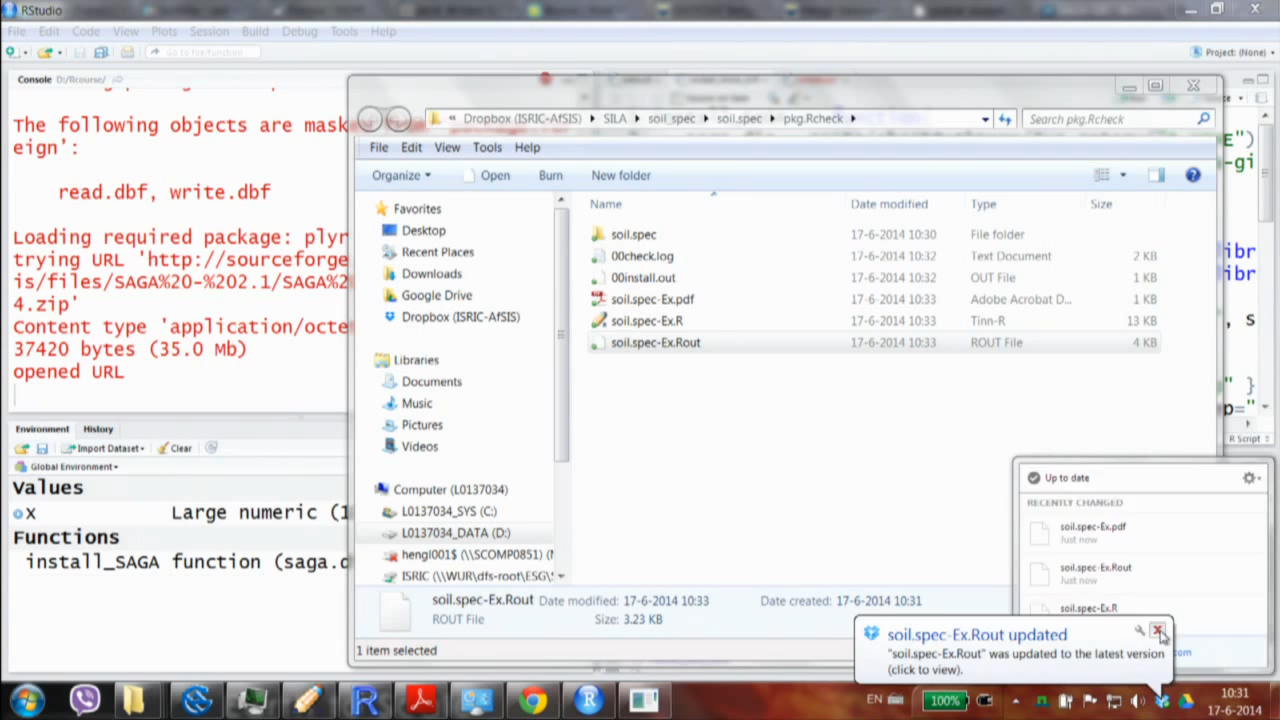 RStudio
File Edit Code View Plots Session Build Debug Tools Help
Go to file/function
Project: (None)
Console D:/Rcourse/
The following objects are mas
eign':
read.dbf, write.dbf
Loading required package: plyr
trying URL 'http://sourceforge
is/files/SAGA%20-%202.1/SAGA%2
4.zip'
Content type 'application/octe
37420 bytes (35.0 Mb)
opened URL
Environment History
Import Dataset Clear
Global Environment
Values
x Large numeric (1
Functions
install_SAGA function (saga.d
« Dropbox (ISRIC-AfSIS) SILA soil_spec soil.spec pkg.Rcheck
Search pkg.Rcheck
File Edit View Tools Help
Organize Open Burn New folder
Favorites
Desktop
Recent Places
Downloads
Google Drive
Dropbox (ISRIC-AfSIS)
Libraries
Documents
Music
Pictures
Videos
Computer (L0137034)
L0137034_SYS (C:)
L0137034_DATA (D:)
hengl001$ (\\SCOMP0851) (
ISRIC (\\WUR\dfs-root\ESG\
Name Date modified Type Size
soil.spec 17-6-2014 10:30 File folder
00check.log 17-6-2014 10:32 Text Document 2 KB
00install.out 17-6-2014 10:32 OUT File 1 KB
soil.spec-Ex.pdf 17-6-2014 10:33 Adobe Acrobat D... 1 KB
soil.spec-Ex.R 17-6-2014 10:33 Tinn-R 13 KB
soil.spec-Ex.Rout 17-6-2014 10:33 ROUT File 4 KB
soil.spec-Ex.Rout Date modified: 17-6-2014 10:33 Date created: 17-6-2014 10:31
ROUT File Size: 3.23 KB
1 item selected
E")
-gi
ibr
ibr
, s
" }
p="
R Script
Up to date
RECENTLY CHANGED
soil.spec-Ex.pdf
Just now
soil.spec-Ex.Rout
Just now
soil.spec-Ex.R
com
soil.spec-Ex.Rout updated
"soil.spec-Ex.Rout" was updated to the latest version
(click to view).
EN
100%
10:31
17-6-2014